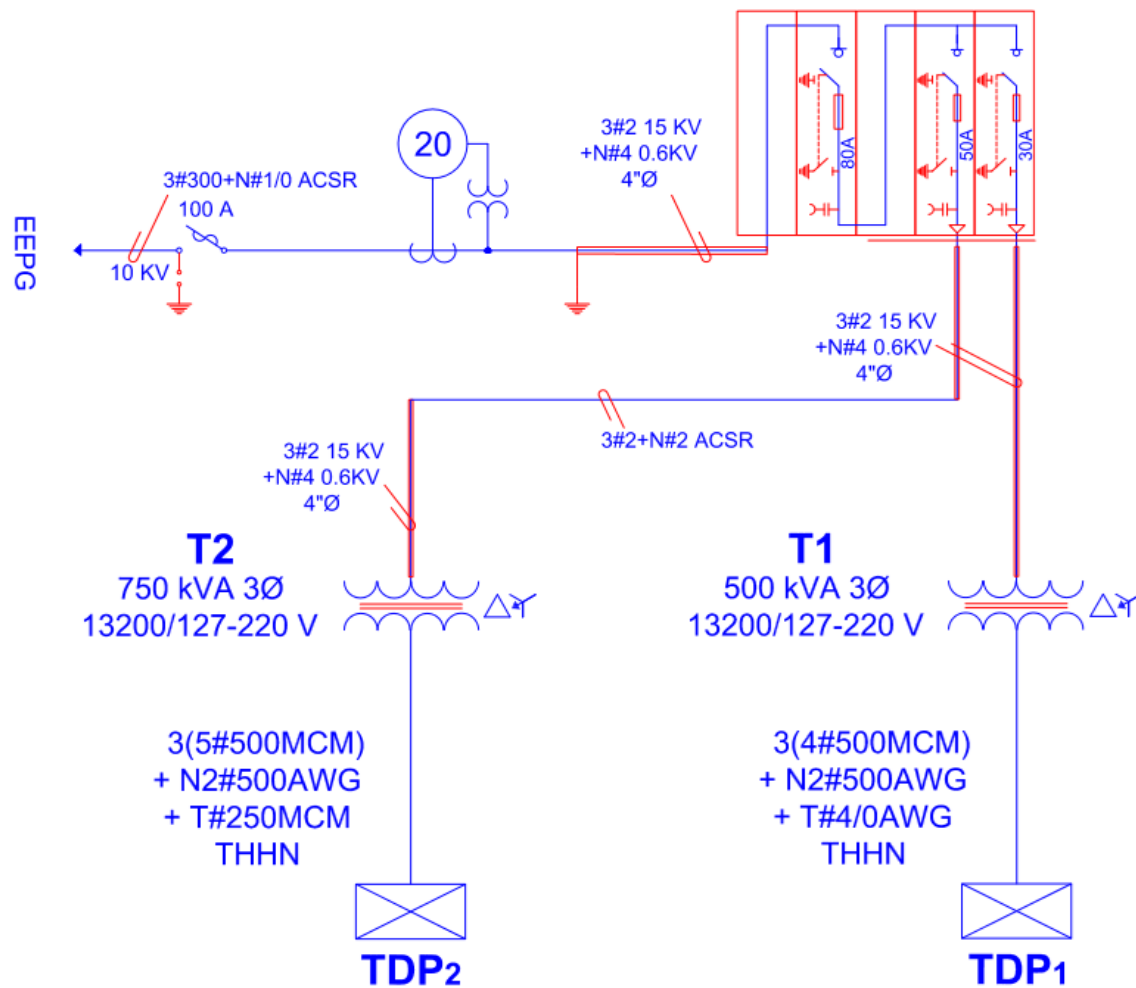 3#2 15 KV
+N#4 0.6KV
4"Ø
80A
50A
30A
20
3#300+N#1/0 ACSR
100 A
EEPG
10 KV
3#2 15 KV
+N#4 0.6KV
4"Ø
3#2+N#2 ACSR
3#2 15 KV
+N#4 0.6KV
4"Ø
T2
750 kVA 3Ø
13200/127-220 V
T1
500 kVA 3Ø
13200/127-220 V
3(5#500MCM)
+ N2#500AWG
+ T#250MCM
THHN
3(4#500MCM)
+ N2#500AWG
+ T#4/0AWG
THHN
TDP2
TDP1